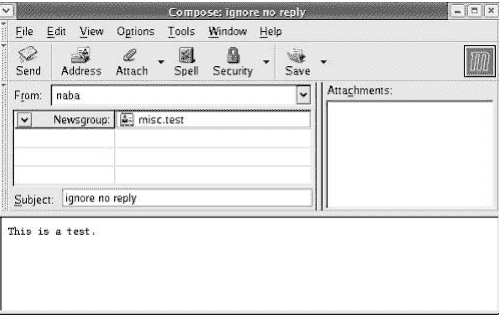 Compose: ignore no reply
File Edit View Options Tools Window Help
Send Address Attach Spell Security Save
From: naba
Attachments:
Newsgroup: misc.test
Subject: ignore no reply
This is a test.